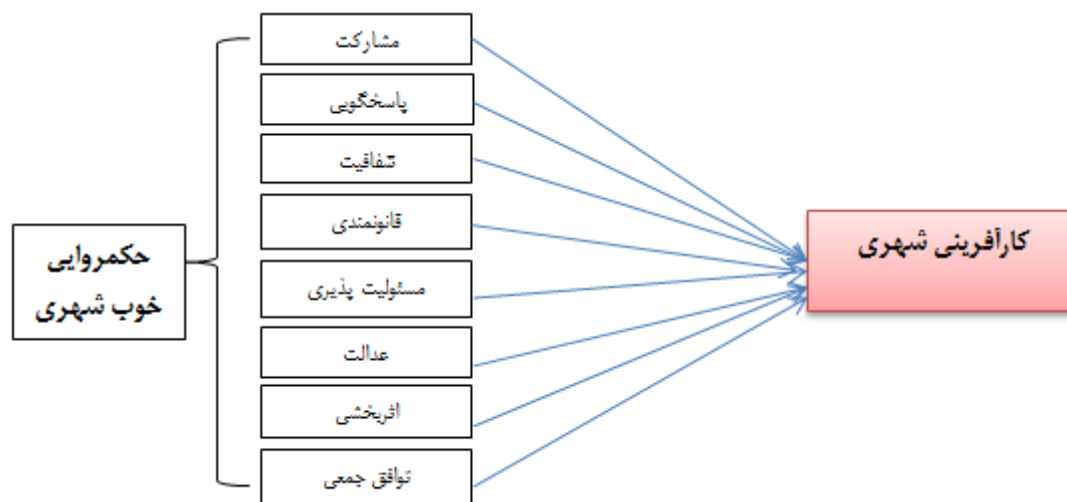 مشارکت
پاسخگویی
شفافیت
قانونمندی
مسئولیت پذیری
عدالت
اثربخشی
توافق جمعی
حکمروایی
خوب شهری
کارآفرینی شهری